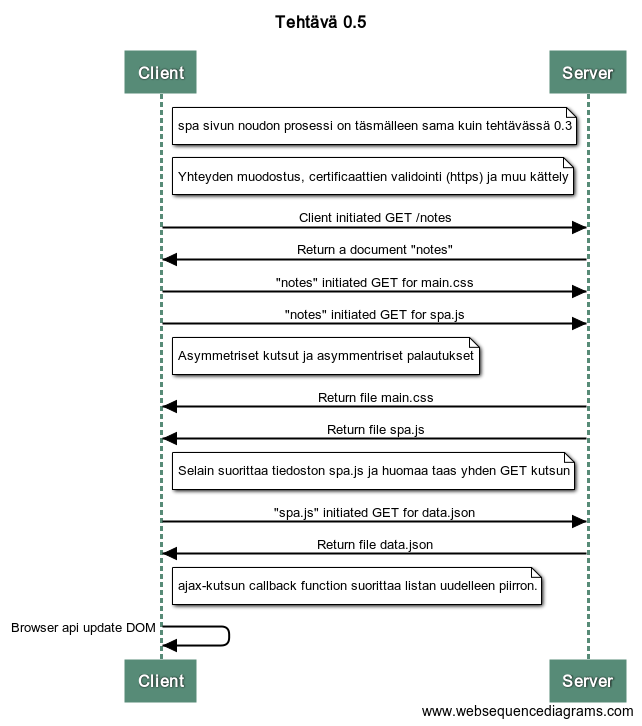 Tehtävä 0.5
Client
Server
spa sivun noudon prosessi on täsmälleen sama kuin tehtävässä 0.3
Yhteyden muodostus, certificaattien validointi (https) ja muu kättely
Client initiated GET /notes
Return a document "notes"
"notes" initiated GET for main.css
"notes" initiated GET for spa.js
Asymmetriset kutsut ja asymmentriset palautukset
Return file main.css
Return file spa.js
Selain suorittaa tiedoston spa.js ja huomaa taas yhden GET kutsun
"spa.js" initiated GET for data.json
Return file data.json
ajax-kutsun callback function suorittaa listan uudelleen piirron.
Browser api update DOM
Client
Server
www.websequencediagrams.com